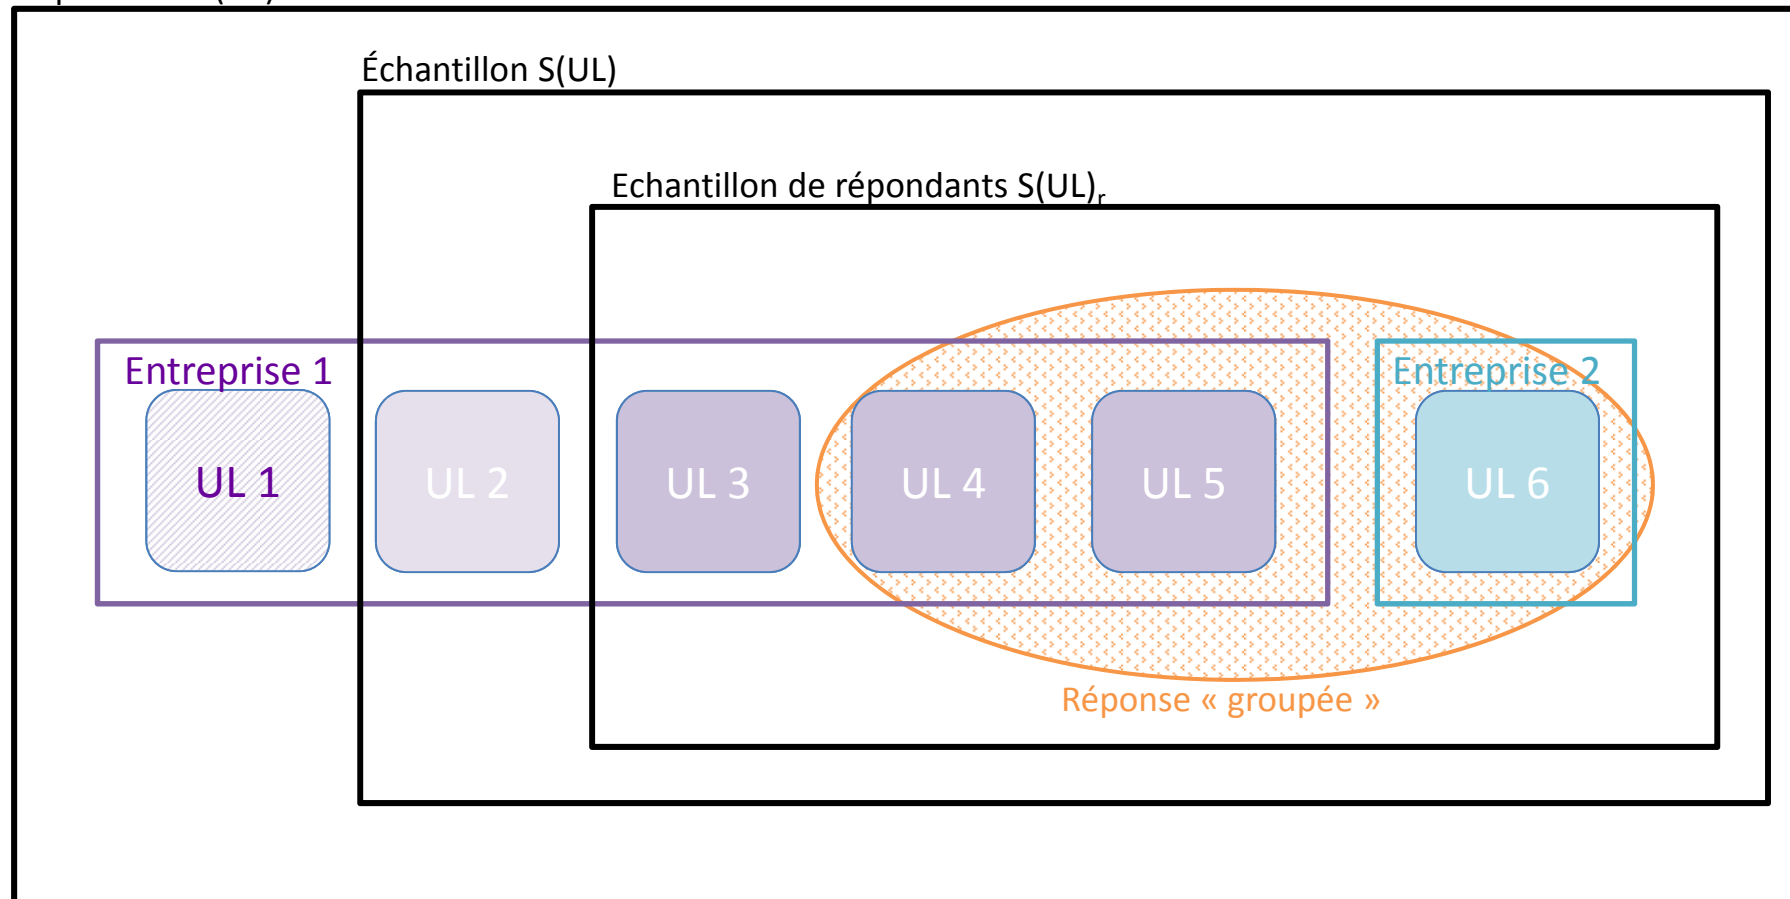 Échantillon S(UL)
Echantillon de répondants S(UL)r
Entreprise 1
Entreprise 2
UL 1
UL 2
UL 3
UL 4
UL 5
UL 6
Réponse « groupée »